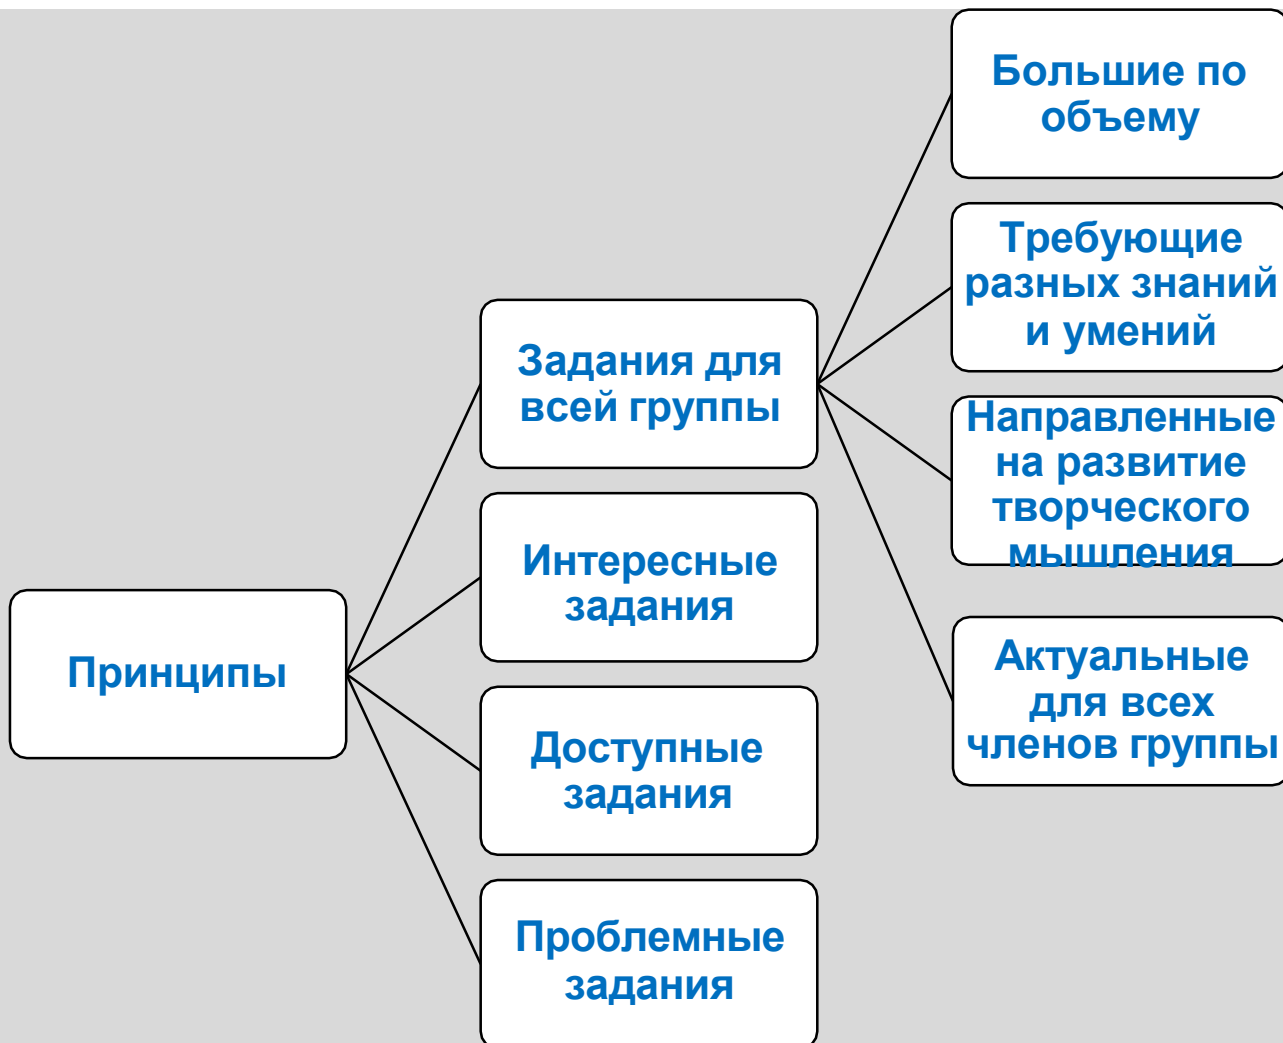 Принципы
Задания для
всей группы
Интересные
задания
Доступные
задания
Проблемные
задания
Большие по
объему
Требующие
разных знаний
и умений
Направленные
на развитие
творческого
мышления
Актуальные
для всех
членов группы